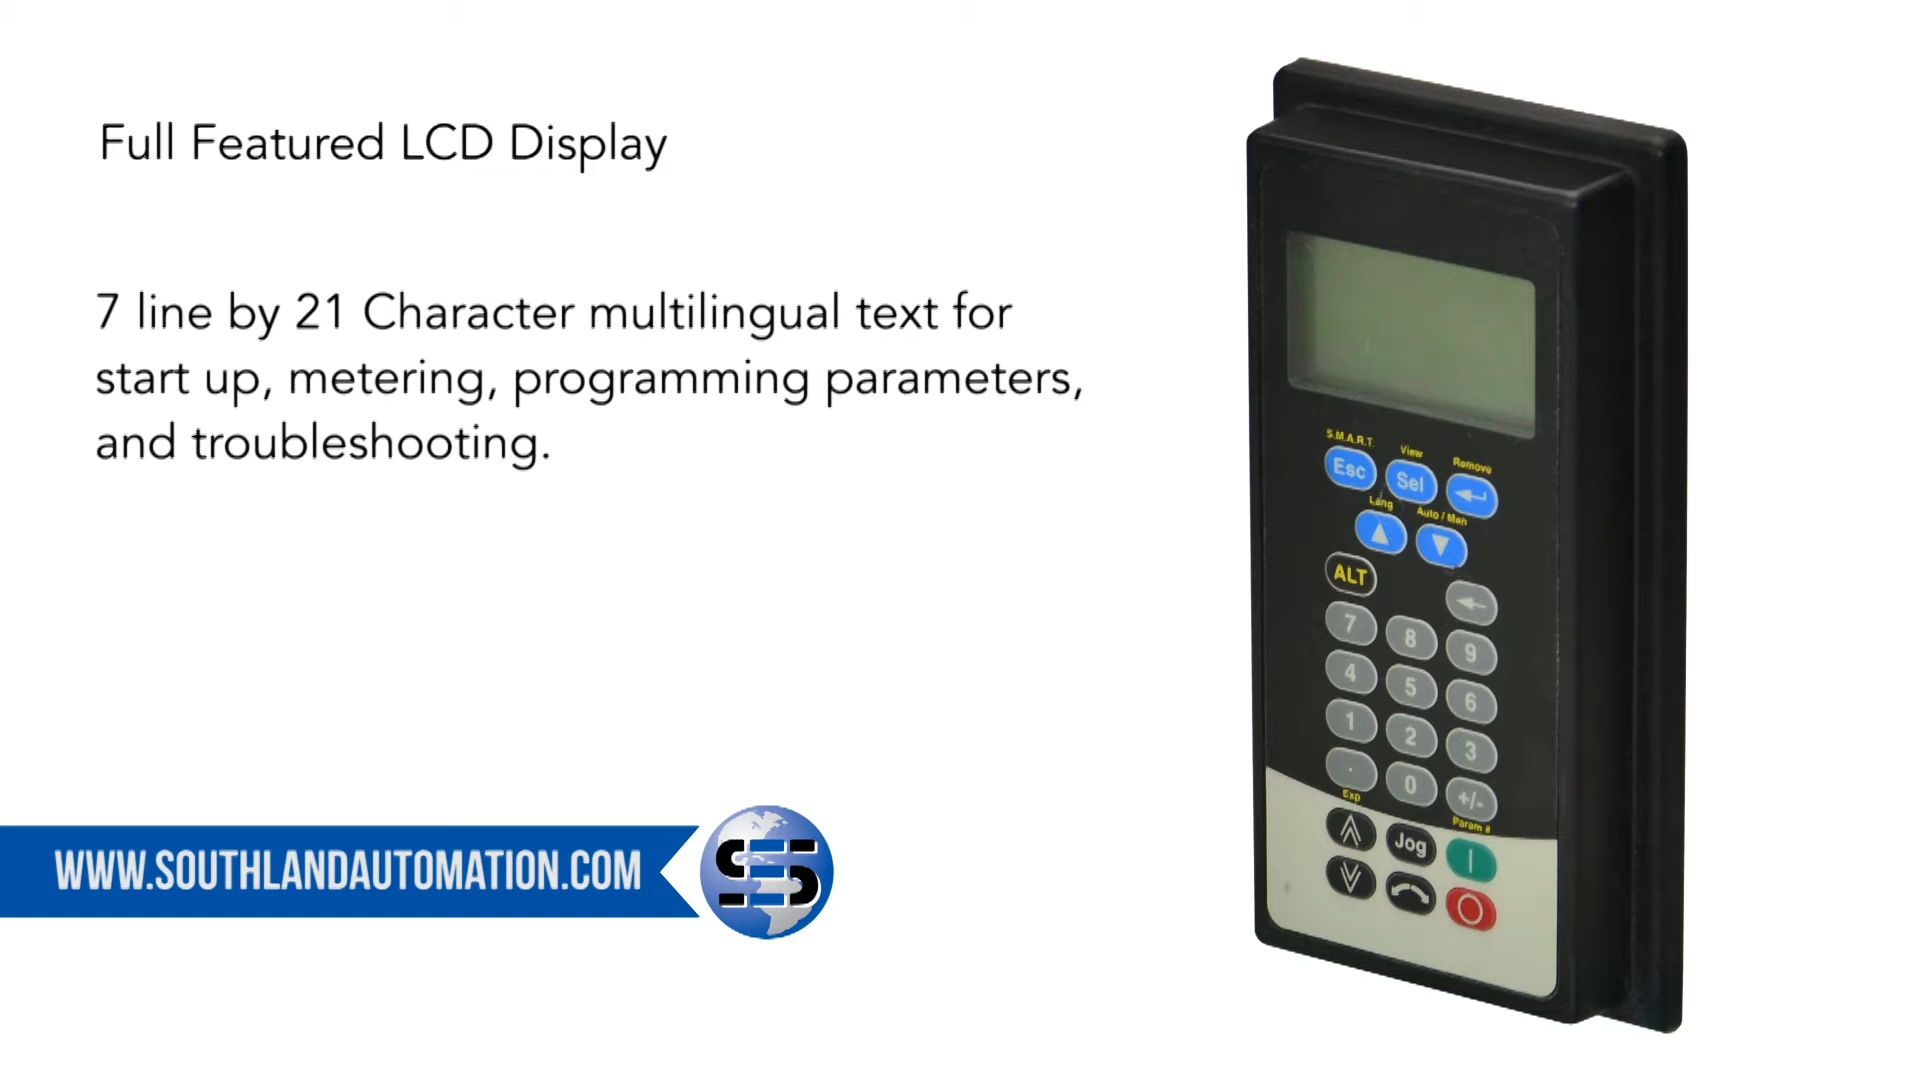 Full Featured LCD Display
7 line by 21 Character multilingual text for
start up, metering, programming parameters,
and troubleshooting.
WWW.SOUTHLANDAUTOMATION.COM
SES
S.M.A.R.T. View Remove
Esc Sel
Lang Auto / Man
ALT
7 8 9
4 5 6
1 2 3
. 0 +/-
Exp Param #
Jog